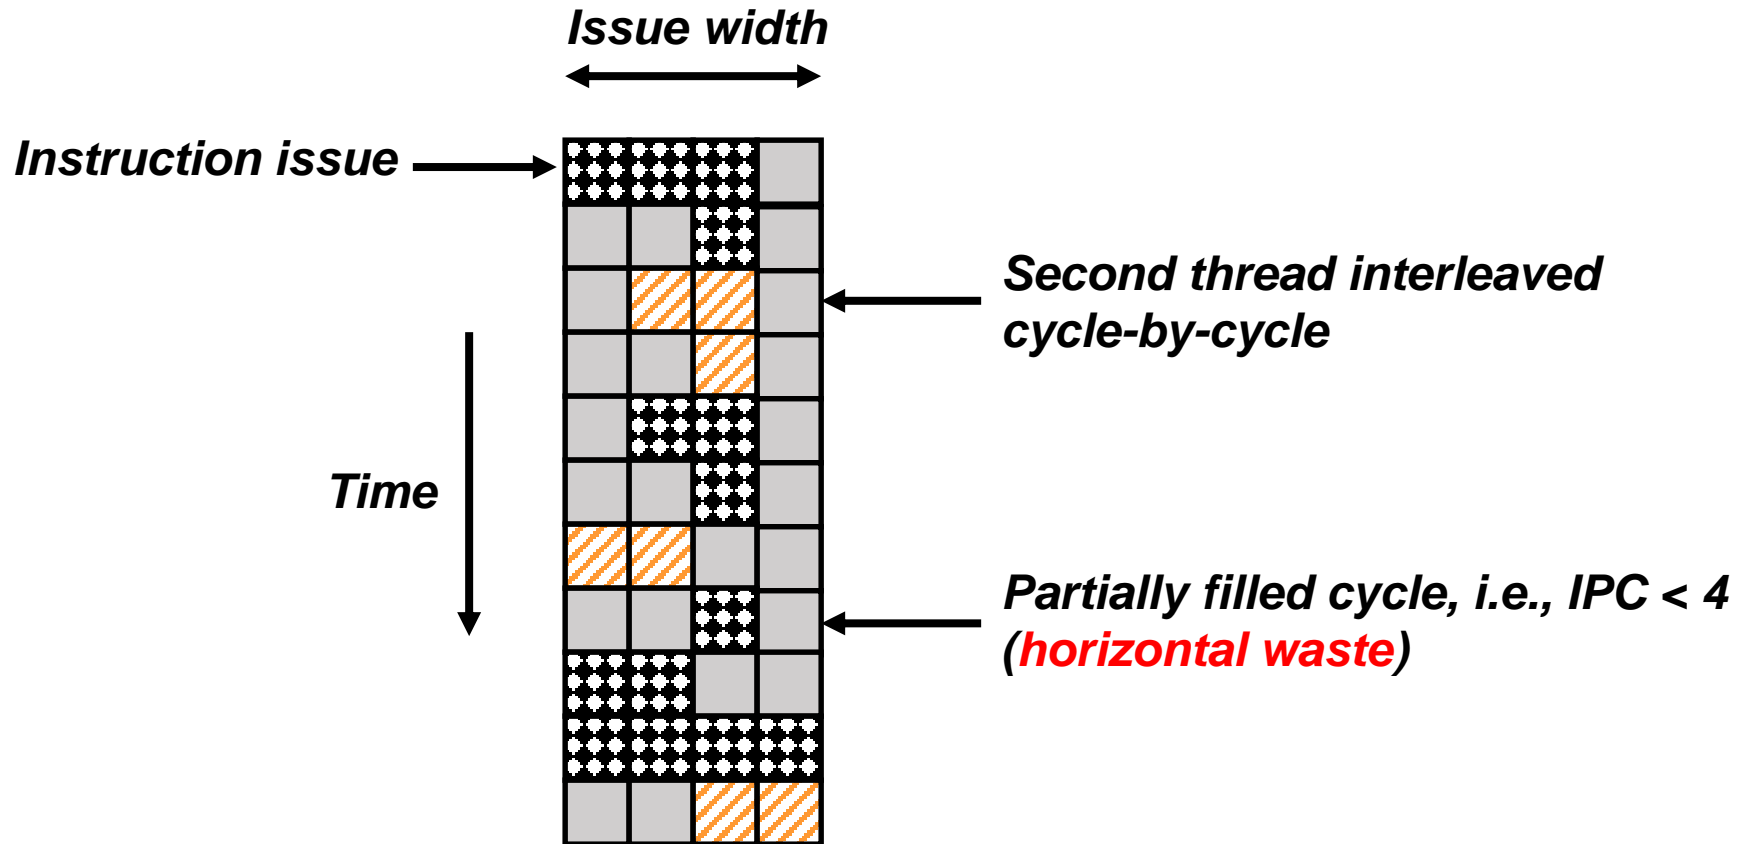 Issue width
Instruction issue
Second thread interleaved
cycle-by-cycle
Time
Partially filled cycle, i.e., IPC < 4
(horizontal waste)